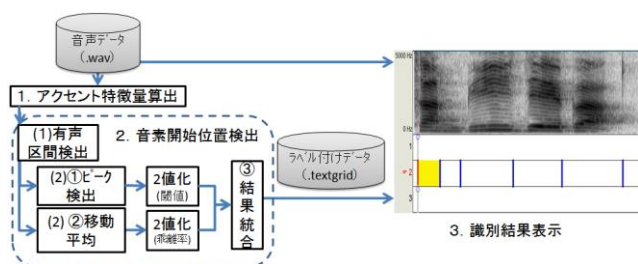 音声データ
(.wav)
1. アクセント特徴量算出
(1)有声
区間検出
2. 音素開始位置検出
(2)①ピーク
検出
2値化
(閾値)
(2) ②移動
平均
2値化
(乖離率)
③
結
果
統
合
ラベル付けデータ
(.textgrid)
5000 Hz
0 Hz
1
2
3
3. 識別結果表示